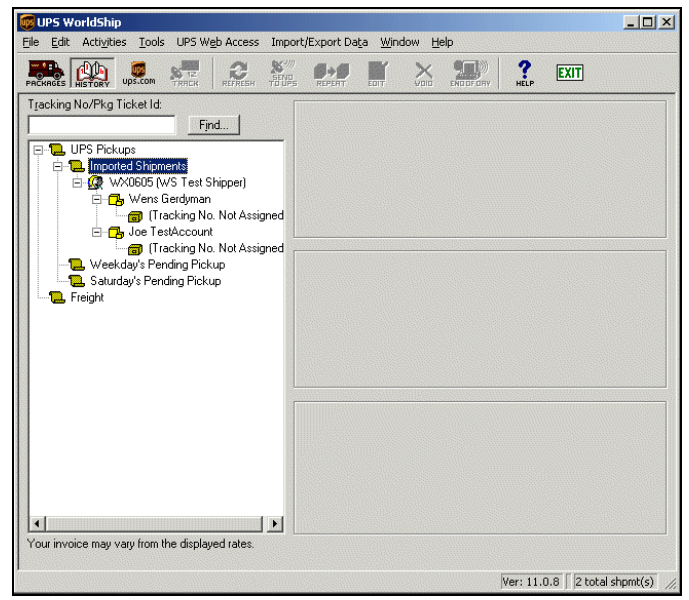 UPS WorldShip
File Edit Activities Tools UPS Web Access Import/Export Data Window Help
PACKAGES HISTORY UPS.com TRACK REFRESH SEND TO UPS REPEAT EDIT VOID END OF DAY HELP EXIT
Tracking No/Pkg Ticket Id:
Find...
UPS Pickups
Imported Shipments
WX0605 (WS Test Shipper)
Wens Gerdyman
(Tracking No. Not Assigned
Joe TestAccount
(Tracking No. Not Assigned
Weekday's Pending Pickup
Saturday's Pending Pickup
Freight
Your invoice may vary from the displayed rates.
Ver: 11.0.8 2 total shpmt(s)